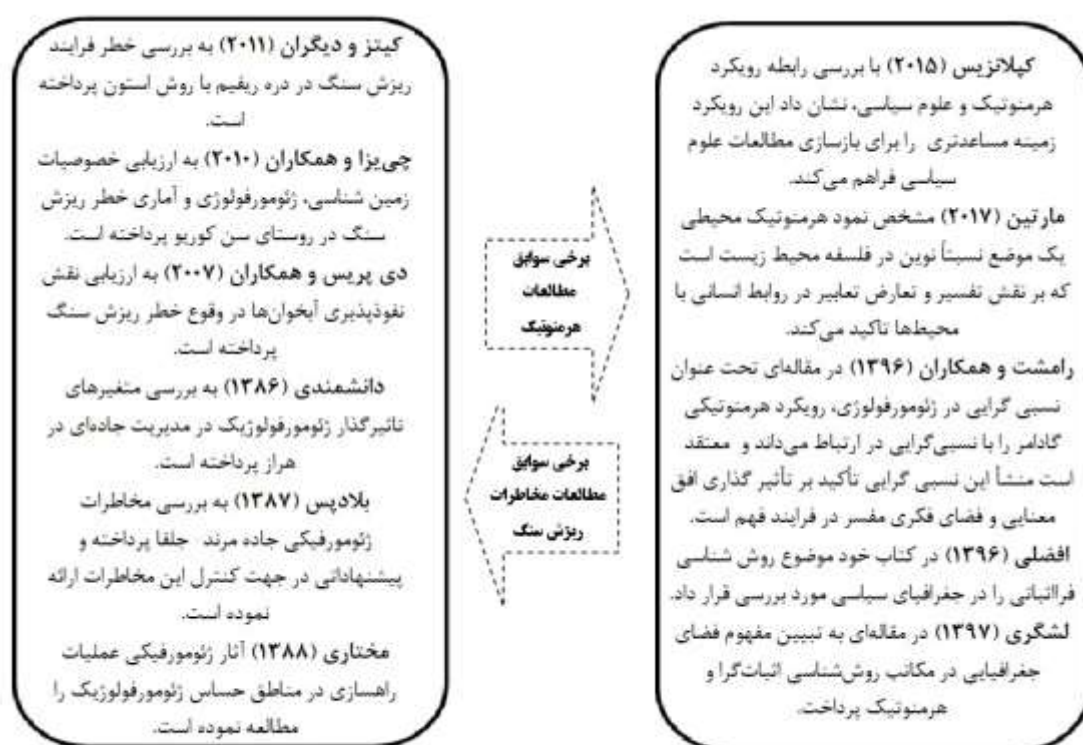 کیلانزیس (۲۰۱۵) با بررسی رابطه رویکرد
هرمنوتیک و علوم سیاسی، نشان داد این رویکرد
زمینه مساعدتری را برای بازسازی مطالعات علوم
سیاسی فراهم می‌کند.
مارتین (۲۰۱۷) مشخص نمود هرمنوتیک محیطی
یک موضع نسبتاً نوین در فلسفه محیط زیست است
که بر نقش تفسیر و تعارض تعابیر در روابط انسانی با
محیط‌ها تاکید می‌کند.
رامشت و همکاران (۱۳۹۶) در مقاله‌ای تحت عنوان
نسبی گرایی در ژئومورفولوژی، رویکرد هرمنوتیکی
گادامر را با نسبی‌گرایی در ارتباط می‌داند و معتقد
است منشأ این نسبی گرایی تأکید بر تأثیر گذاری افق
معنایی و فضای فکری مفسر در فرایند فهم است.
افضلی (۱۳۹۶) در کتاب خود موضوع روش شناسی
فرااثباتی را در جغرافیای سیاسی مورد بررسی قرار داد.
لشگری (۱۳۹۷) در مقاله‌ای به تبیین مفهوم فضای
جغرافیایی در مکاتب روش‌شناسی اثبات‌گرا و
هرمنوتیک پرداخت.
برخی سوابق
مطالعات
هرمنوتیک
برخی سوابق
مطالعات مخاطرات
ریزش سنگ
کیتز و دیگران (۲۰۱۱) به بررسی خطر فرایند
ریزش سنگ در دره ریفیم با روش استون پرداخته
است.
چی‌یزا و همکاران (۲۰۱۰) به ارزیابی خصوصیات
زمین شناسی، ژئومورفولوژی و آماری خطر ریزش
سنگ در روستای سن کوریو پرداخته است.
دی پریس و همکاران (۲۰۰۷) به ارزیابی نقش
نفوذپذیری آبخوان‌ها در وقوع خطر ریزش سنگ
پرداخته است.
دانشمندی (۱۳۸۶) به بررسی متغیرهای
تاثیرگذار ژئومورفولوژیک در مدیریت جاده‌ای در
هراز پرداخته است.
بلادپس (۱۳۸۷) به بررسی مخاطرات
ژئومورفیکی جاده مرند جلفا پرداخته و
پیشنهاداتی در جهت کنترل این مخاطرات ارائه
نموده است.
مختاری (۱۳۸۸) آثار ژئومورفیکی عملیات
راهسازی در مناطق حساس ژئومورفولوژیک را
مطالعه نموده است.